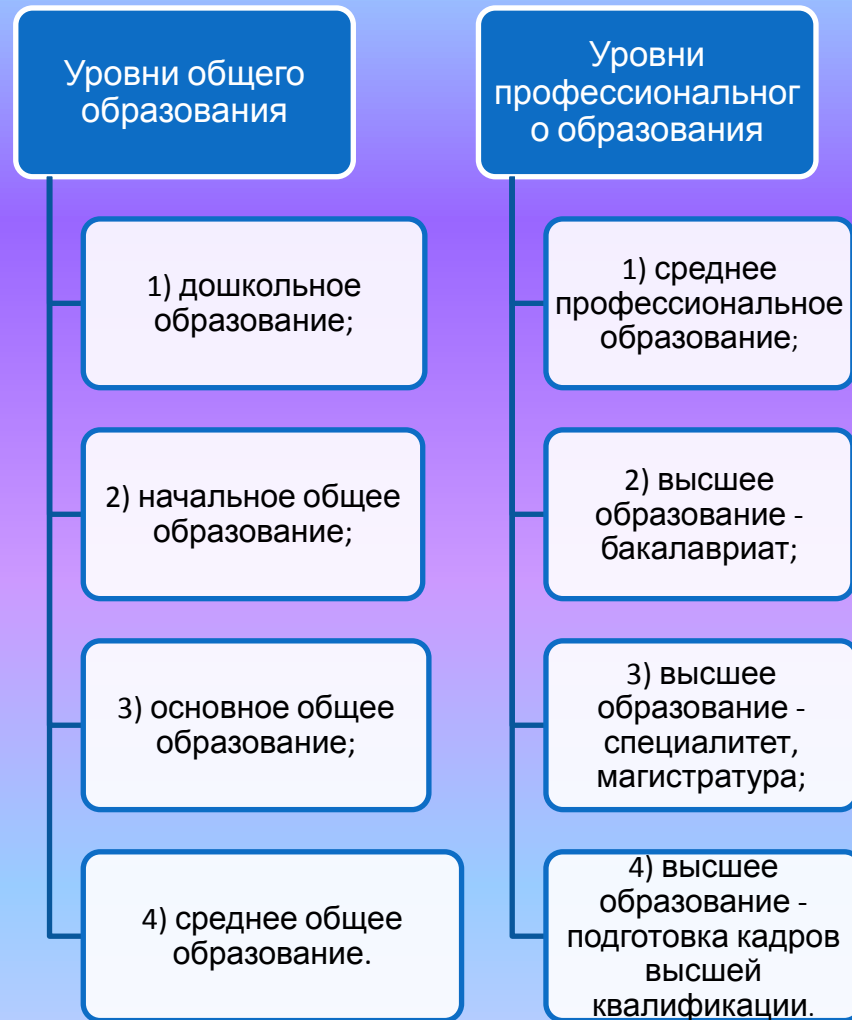 Уровни общего
образования
1) дошкольное
образование;
2) начальное общее
образование;
3) основное общее
образование;
4) среднее общее
образование.
Уровни
профессиональног
о образования
1) среднее
профессиональное
образование;
2) высшее
образование -
бакалавриат;
3) высшее
образование -
специалитет,
магистратура;
4) высшее
образование -
подготовка кадров
высшей
квалификации.